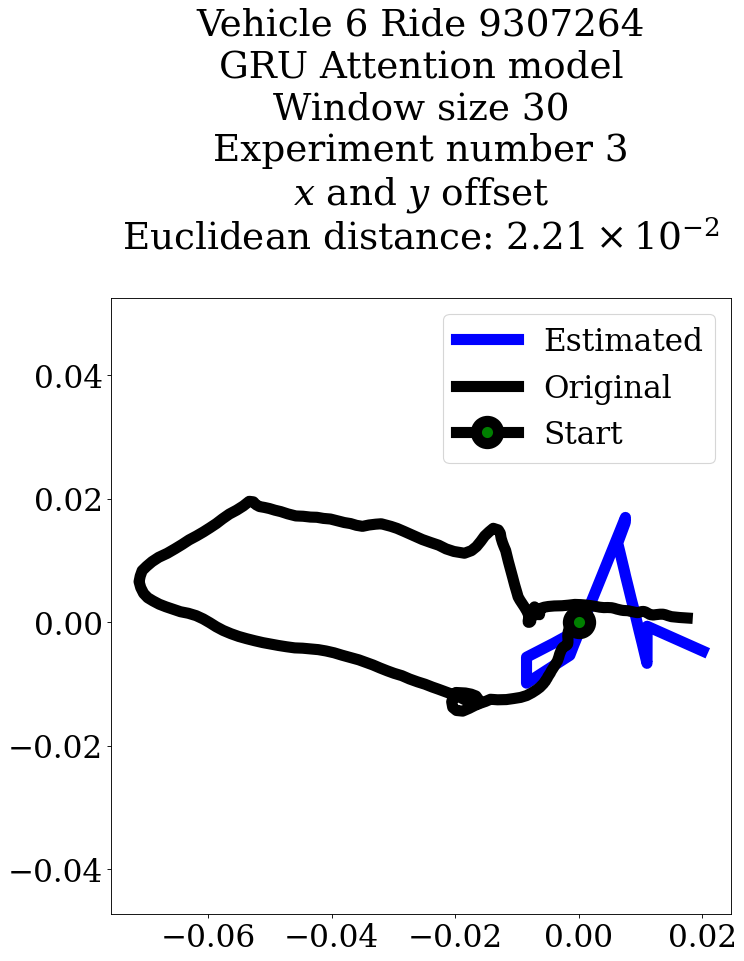 Vehicle 6 Ride 9307264
GRU Attention model
Window size 30
Experiment number 3
x and y offset
Euclidean distance: 2.21 × 10⁻²
Estimated
Original
Start
0.04
0.02
0.00
−0.02
−0.04
−0.06 −0.04 −0.02 0.00 0.02